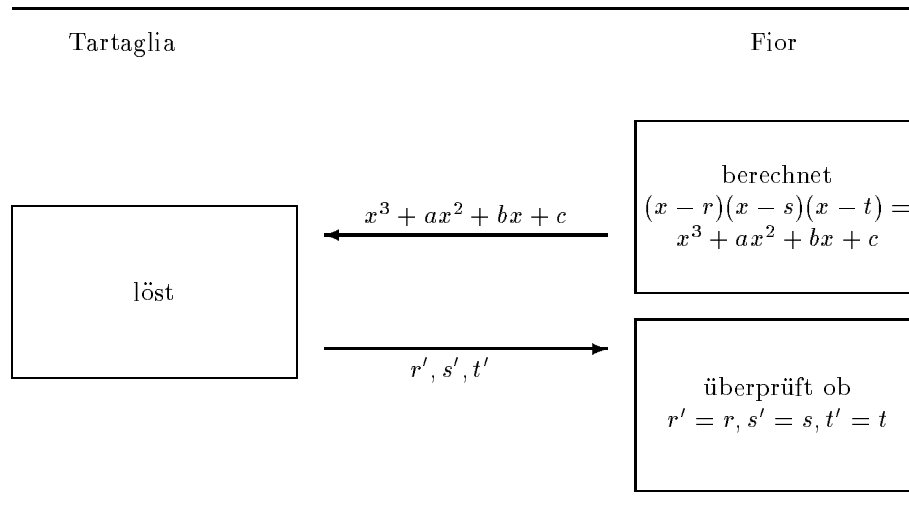 Tartaglia
Fior
berechnet
(x − r)(x − s)(x − t) =
x³ + ax² + bx + c
x³ + ax² + bx + c
löst
r′, s′, t′
überprüft ob
r′ = r, s′ = s, t′ = t